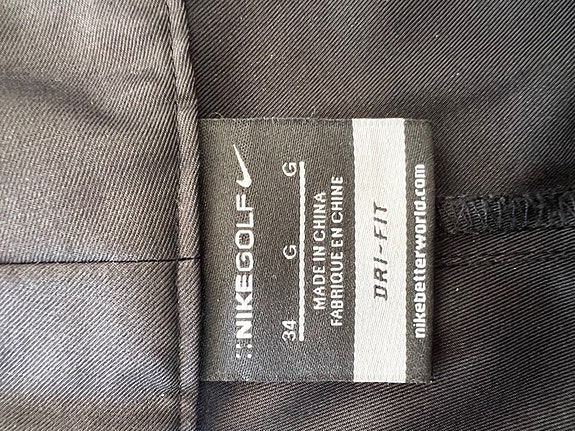 NIKEGOLF
34 G G
MADE IN CHINA
FABRIQUE EN CHINE
DRI-FIT
nikebetterworld.com